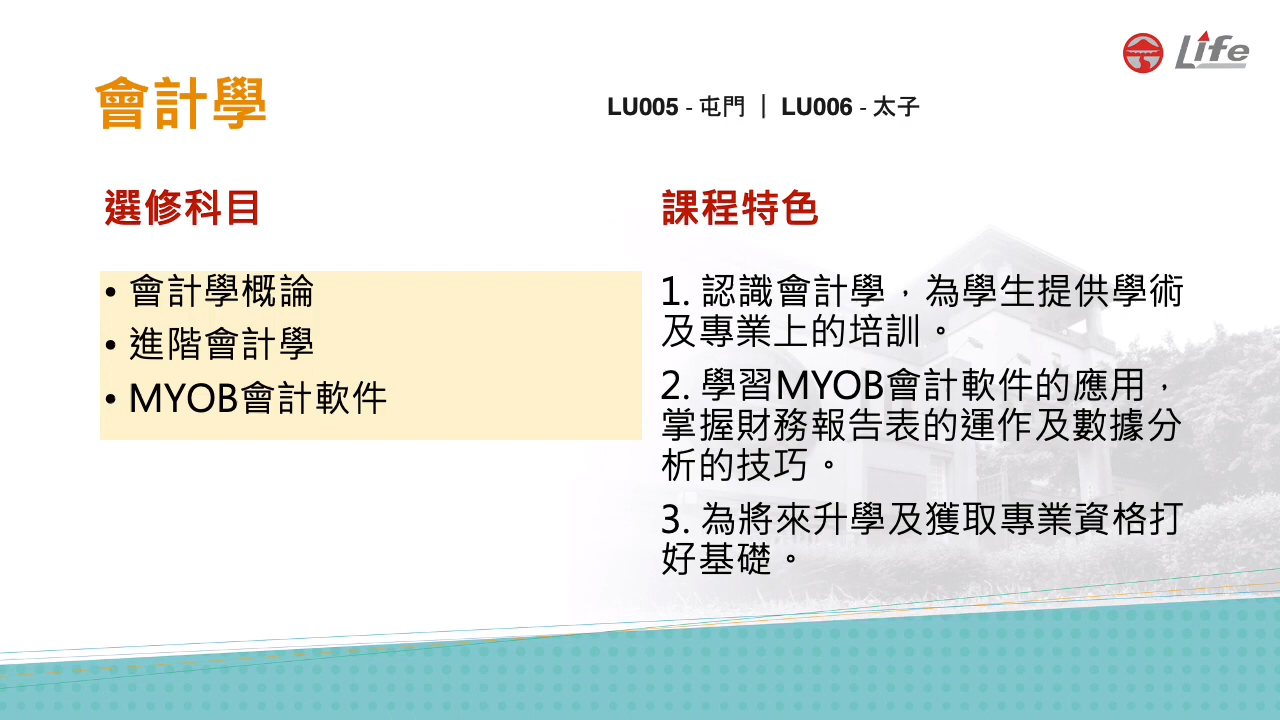 Life
會計學
LU005 - 屯門 | LU006 - 太子
選修科目
• 會計學概論
• 進階會計學
• MYOB會計軟件
課程特色
1. 認識會計學，為學生提供學術
及專業上的培訓。
2. 學習MYOB會計軟件的應用，
掌握財務報告表的運作及數據分
析的技巧。
3. 為將來升學及獲取專業資格打
好基礎。